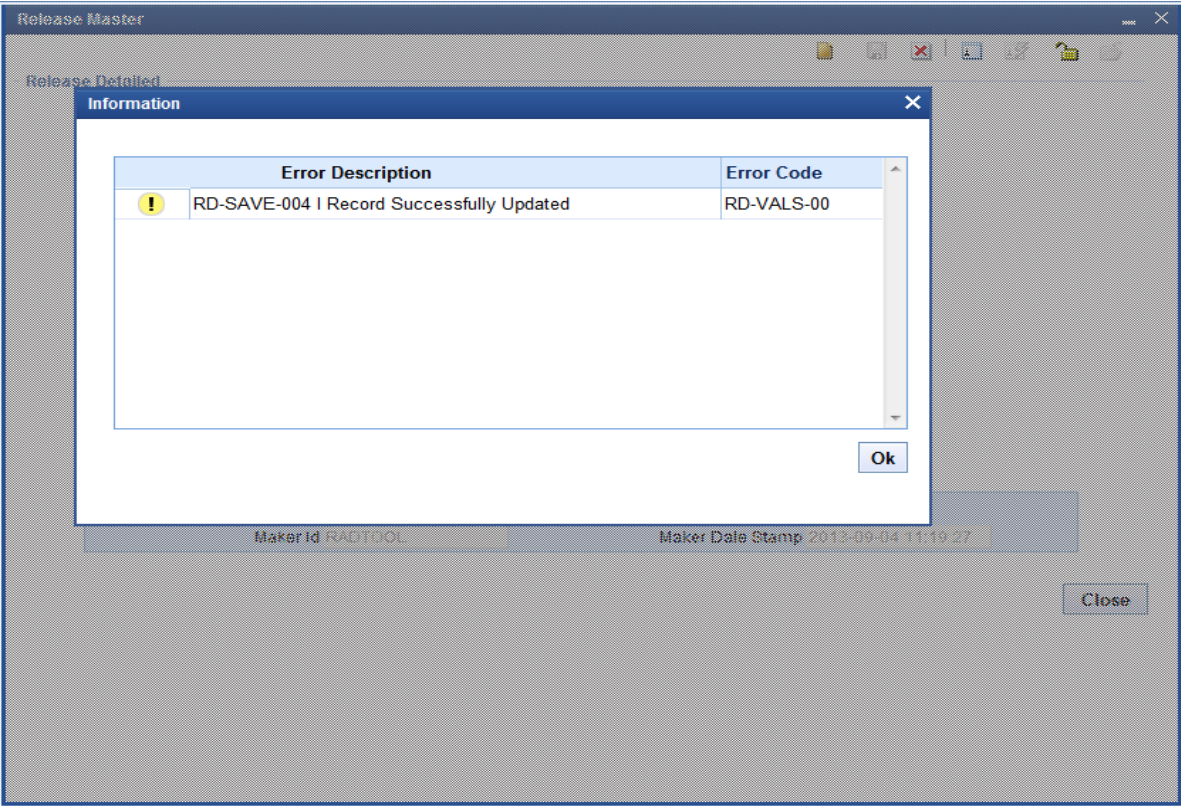 Release Master
Release Detailed
Information
Error Description Error Code
! RD-SAVE-004 I Record Successfully Updated RD-VALS-00
Ok
Maker Id RADTOOL Maker Date Stamp 2013-09-04 11:19:27
Close